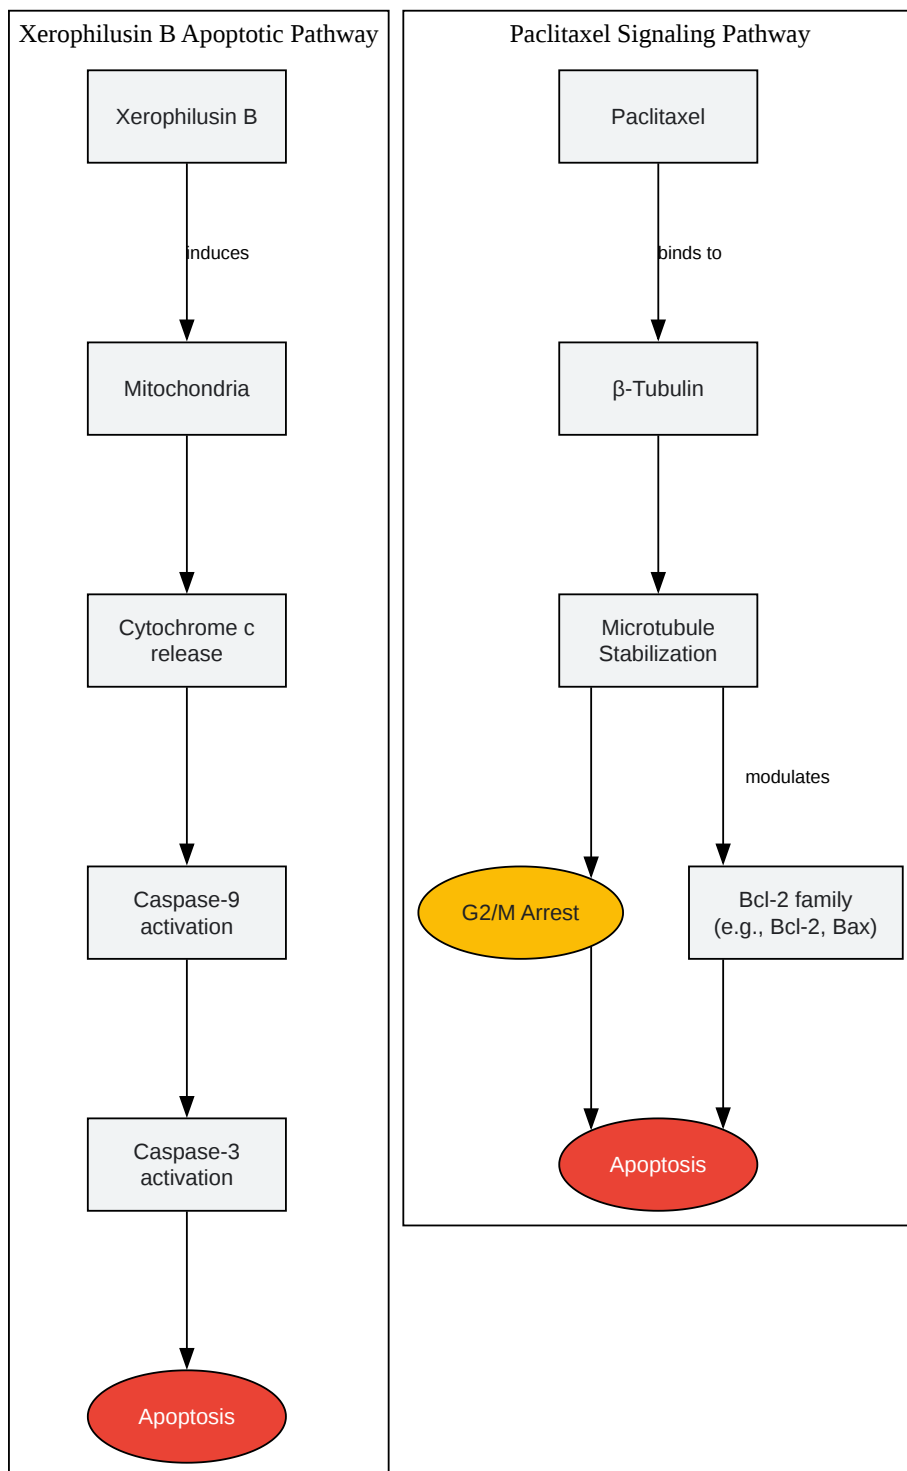 Xerophilusin B Apoptotic Pathway
Xerophilusin B
induces
Mitochondria
Cytochrome c
release
Caspase-9
activation
Caspase-3
activation
Apoptosis
Paclitaxel Signaling Pathway
Paclitaxel
binds to
β-Tubulin
Microtubule
Stabilization
modulates
G2/M Arrest
Bcl-2 family
(e.g., Bcl-2, Bax)
Apoptosis